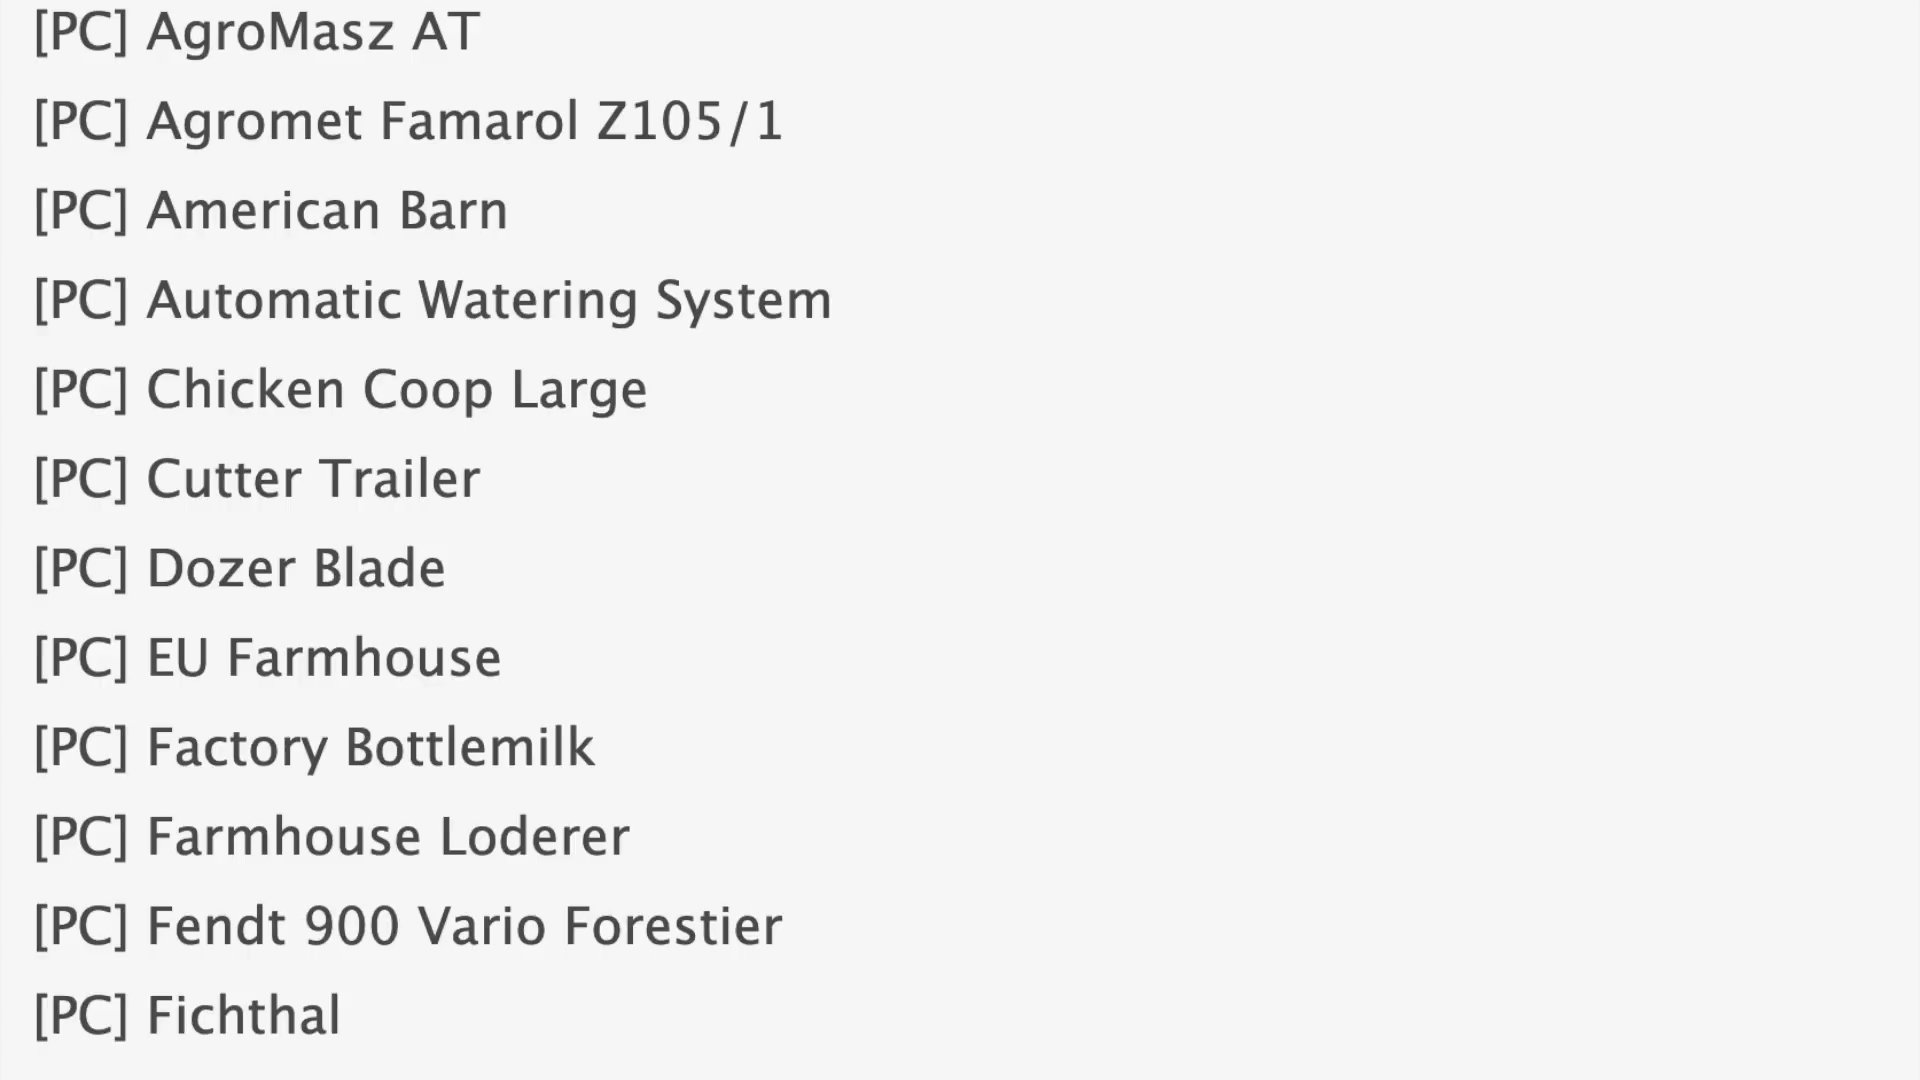 [PC] AgroMasz AT
[PC] Agromet Famarol Z105/1
[PC] American Barn
[PC] Automatic Watering System
[PC] Chicken Coop Large
[PC] Cutter Trailer
[PC] Dozer Blade
[PC] EU Farmhouse
[PC] Factory Bottlemilk
[PC] Farmhouse Loderer
[PC] Fendt 900 Vario Forestier
[PC] Fichthal